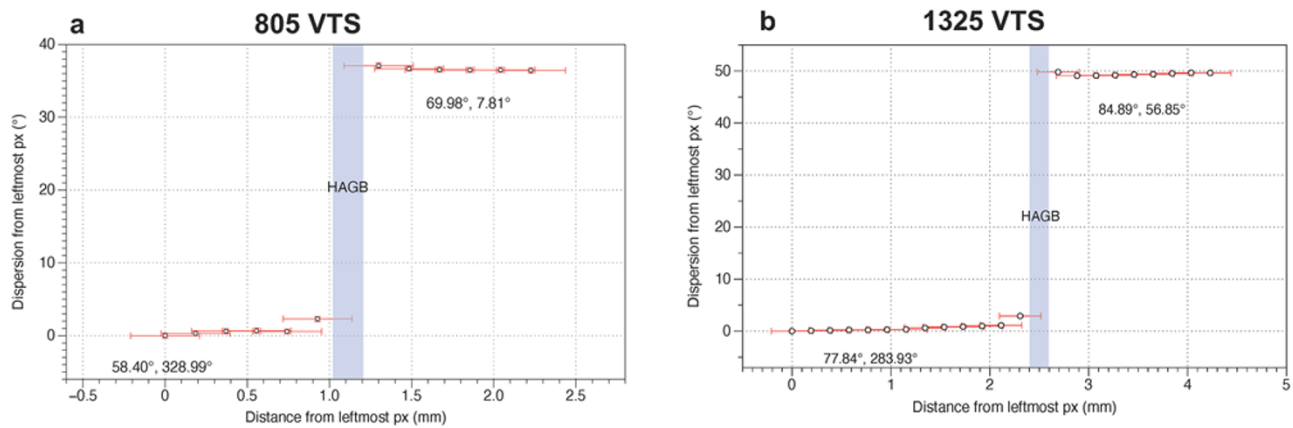 a
805 VTS
40
30
20
10
0
Dispersion from leftmost px (°)
69.98°, 7.81°
HAGB
58.40°, 328.99°
−0.5
0
0.5
1.0
1.5
2.0
2.5
Distance from leftmost px (mm)
b
1325 VTS
50
40
30
20
10
0
Dispersion from leftmost px (°)
84.89°, 56.85°
HAGB
77.84°, 283.93°
0
1
2
3
4
5
Distance from leftmost px (mm)